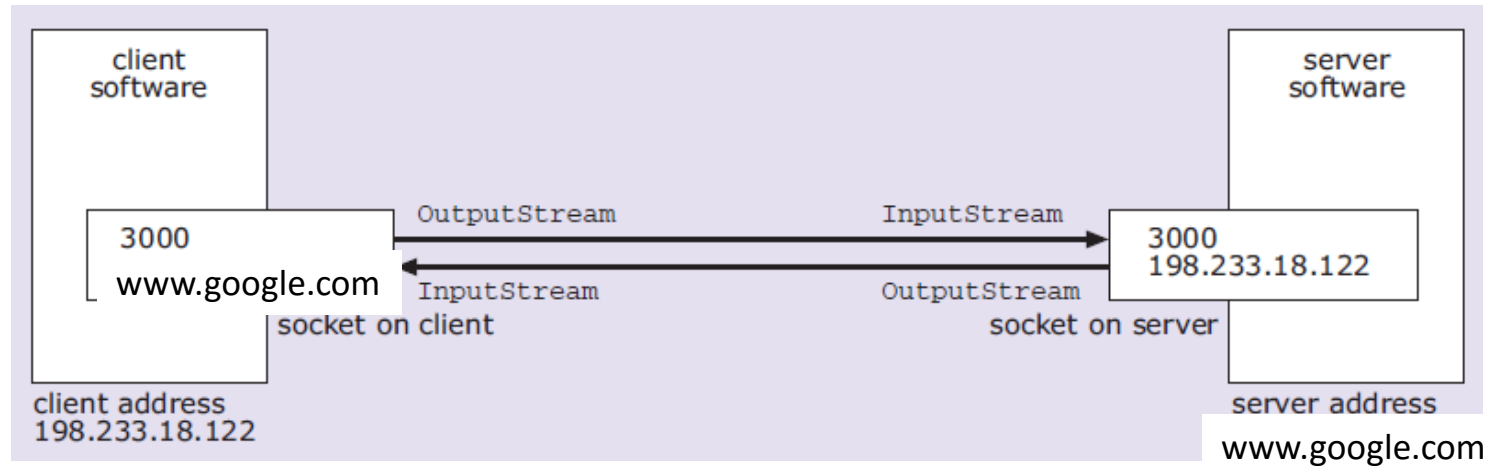 client
software
server
software
OutputStream
InputStream
3000
www.google.com
3000
198.233.18.122
InputStream
OutputStream
socket on client
socket on server
client address
198.233.18.122
server address
www.google.com